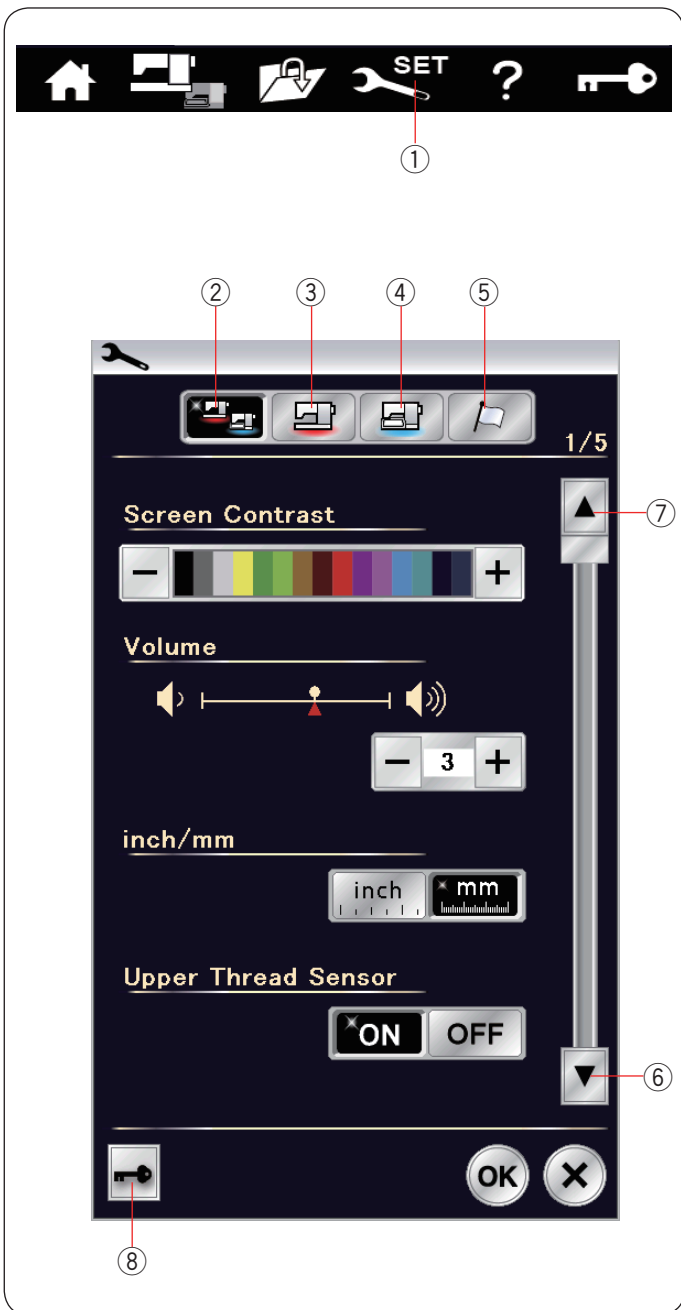 SET
?
①
② ③ ④ ⑤
1/5
Screen Contrast
⑦
− +
Volume
− 3 +
inch/mm
inch mm
Upper Thread Sensor
ON OFF
⑥
OK ×
⑧